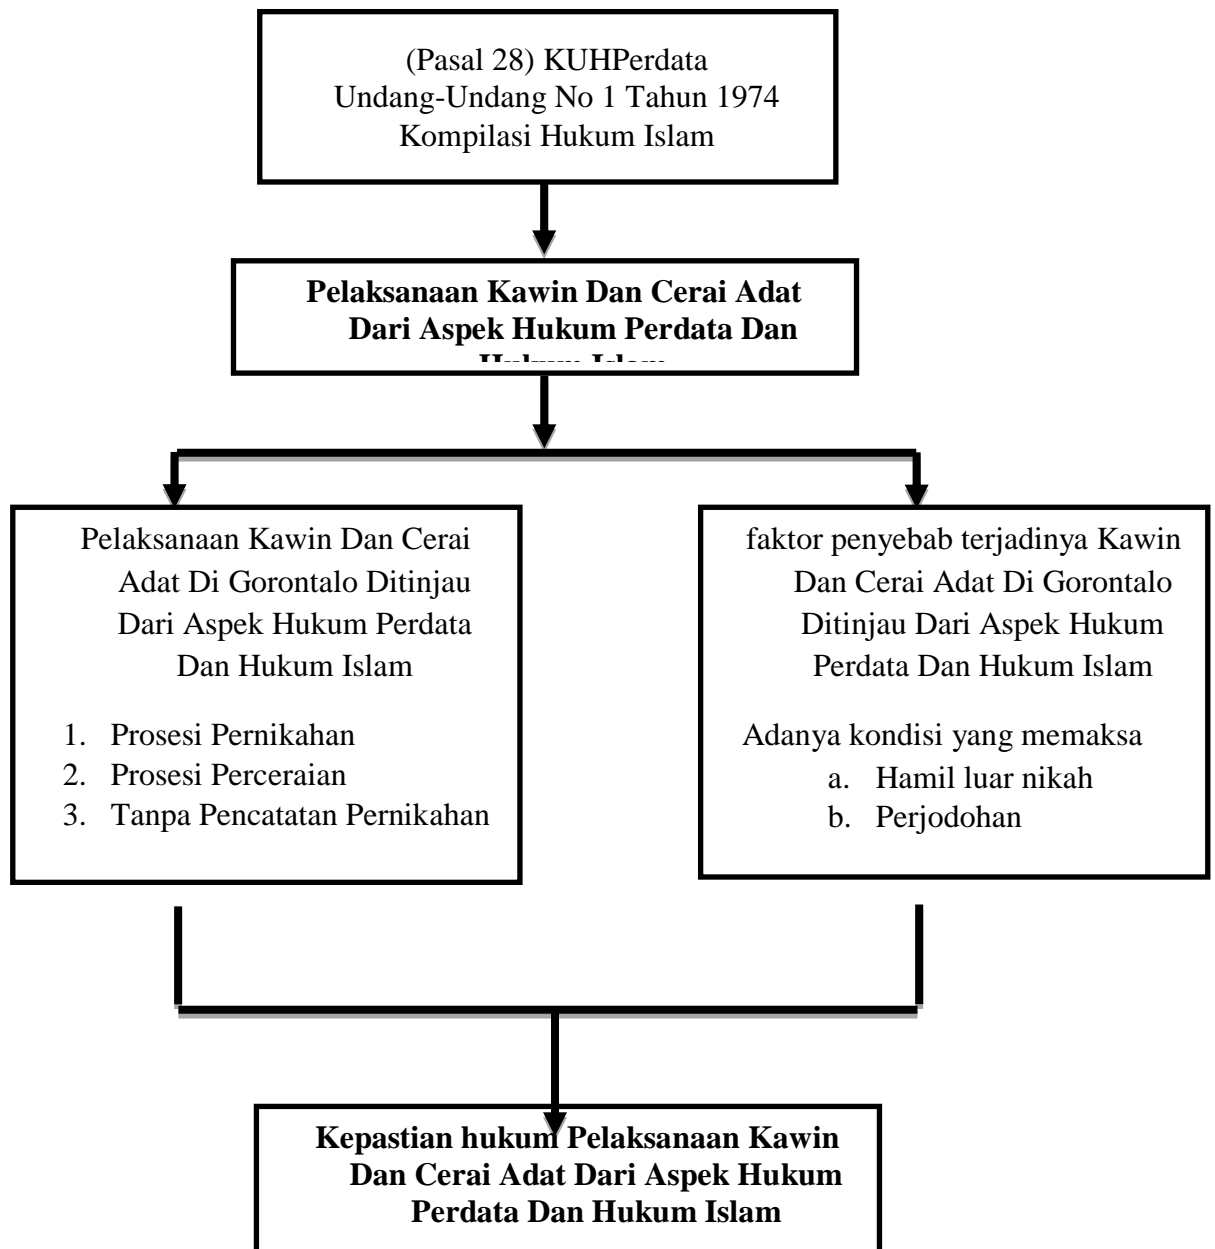 (Pasal 28) KUHPerdata
Undang-Undang No 1 Tahun 1974
Kompilasi Hukum Islam
Pelaksanaan Kawin Dan Cerai Adat
Dari Aspek Hukum Perdata Dan
Hukum Islam
Pelaksanaan Kawin Dan Cerai
Adat Di Gorontalo Ditinjau
Dari Aspek Hukum Perdata
Dan Hukum Islam
1. Prosesi Pernikahan
2. Prosesi Perceraian
3. Tanpa Pencatatan Pernikahan
faktor penyebab terjadinya Kawin
Dan Cerai Adat Di Gorontalo
Ditinjau Dari Aspek Hukum
Perdata Dan Hukum Islam
Adanya kondisi yang memaksa
a. Hamil luar nikah
b. Perjodohan
Kepastian hukum Pelaksanaan Kawin
Dan Cerai Adat Dari Aspek Hukum
Perdata Dan Hukum Islam